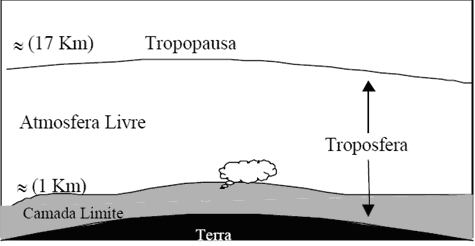 ≈ (17 Km) Tropopausa
Atmosfera Livre
Troposfera
≈ (1 Km)
Camada Limite
Terra